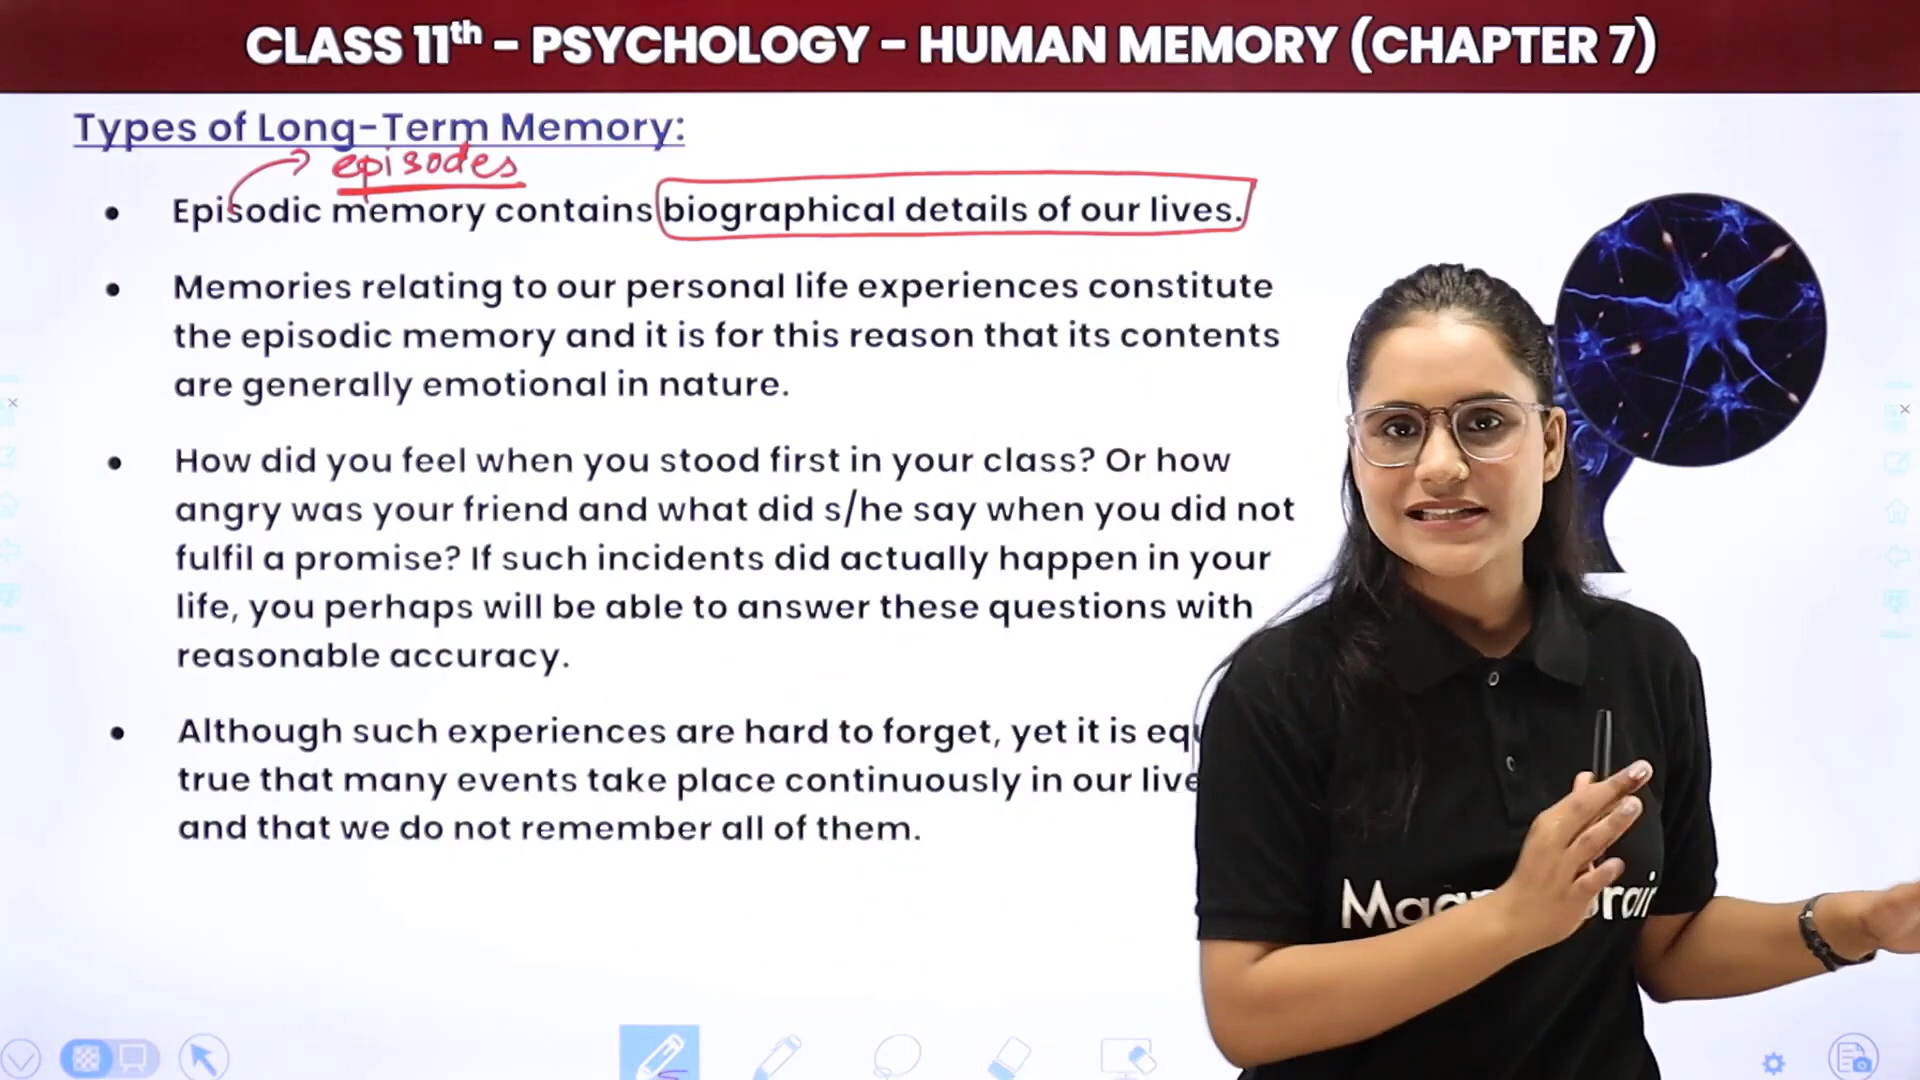 CLASS 11th - PSYCHOLOGY - HUMAN MEMORY (CHAPTER 7)
Types of Long-Term Memory:
episodes
Episodic memory contains biographical details of our lives.
Memories relating to our personal life experiences constitute
the episodic memory and it is for this reason that its contents
are generally emotional in nature.
How did you feel when you stood first in your class? Or how
angry was your friend and what did s/he say when you did not
fulfil a promise? If such incidents did actually happen in your
life, you perhaps will be able to answer these questions with
reasonable accuracy.
Although such experiences are hard to forget, yet it is
true that many events take place continuously in our
and that we do not remember all of them.